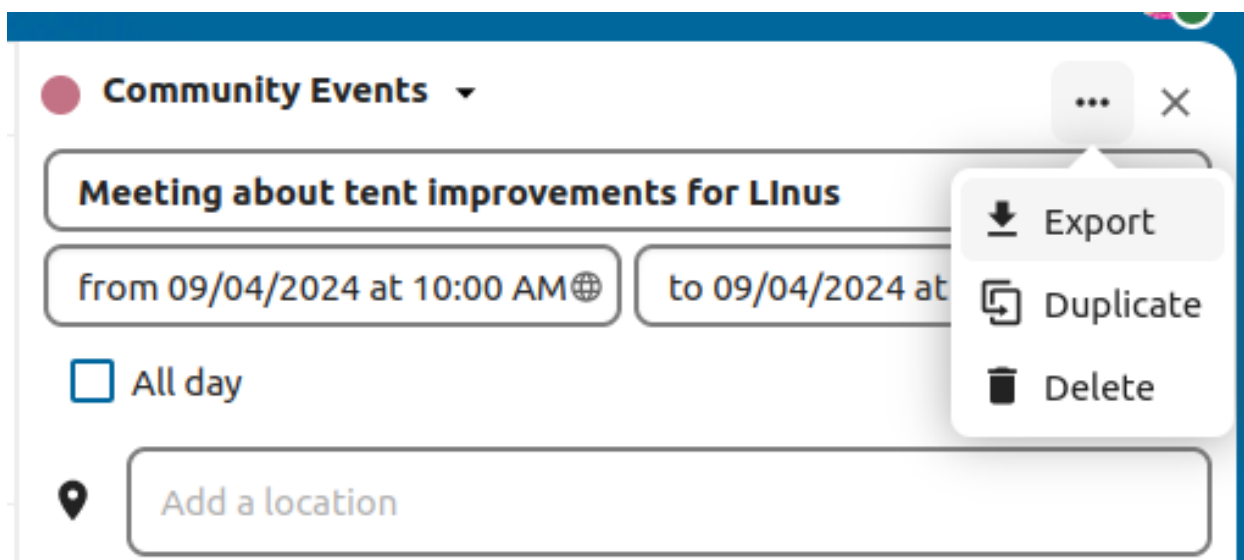 Community Events
Meeting about tent improvements for LInus
Export
from 09/04/2024 at 10:00 AM
to 09/04/2024 at
Duplicate
All day
Delete
Add a location